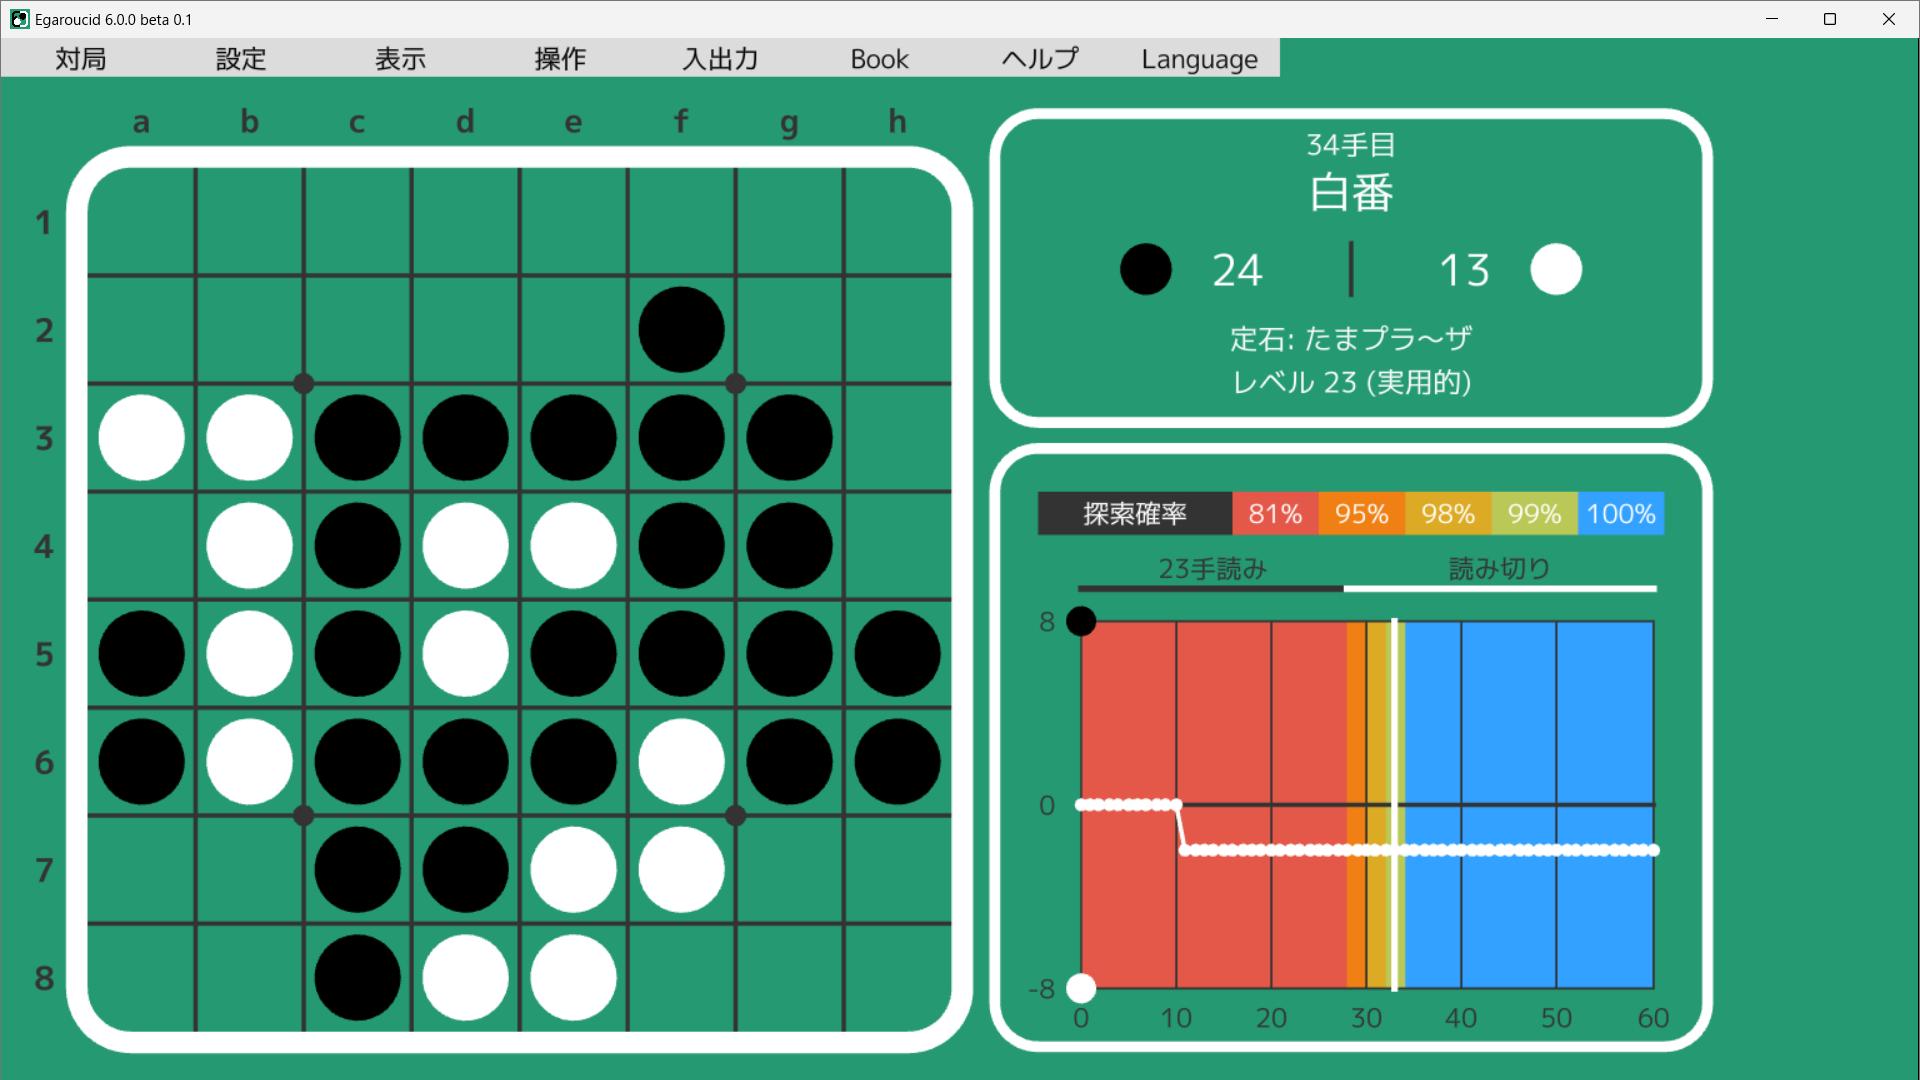 Egaroucid 6.0.0 beta 0.1
対局 設定 表示 操作 入出力 Book ヘルプ Language
a b c d e f g h
1
2
3
4
5
6
7
8
34手目
白番
24 13
定石: たまプラ～ザ
レベル 23 (実用的)
探索確率 81% 95% 98% 99% 100%
23手読み 読み切り
8
0
-8
0 10 20 30 40 50 60